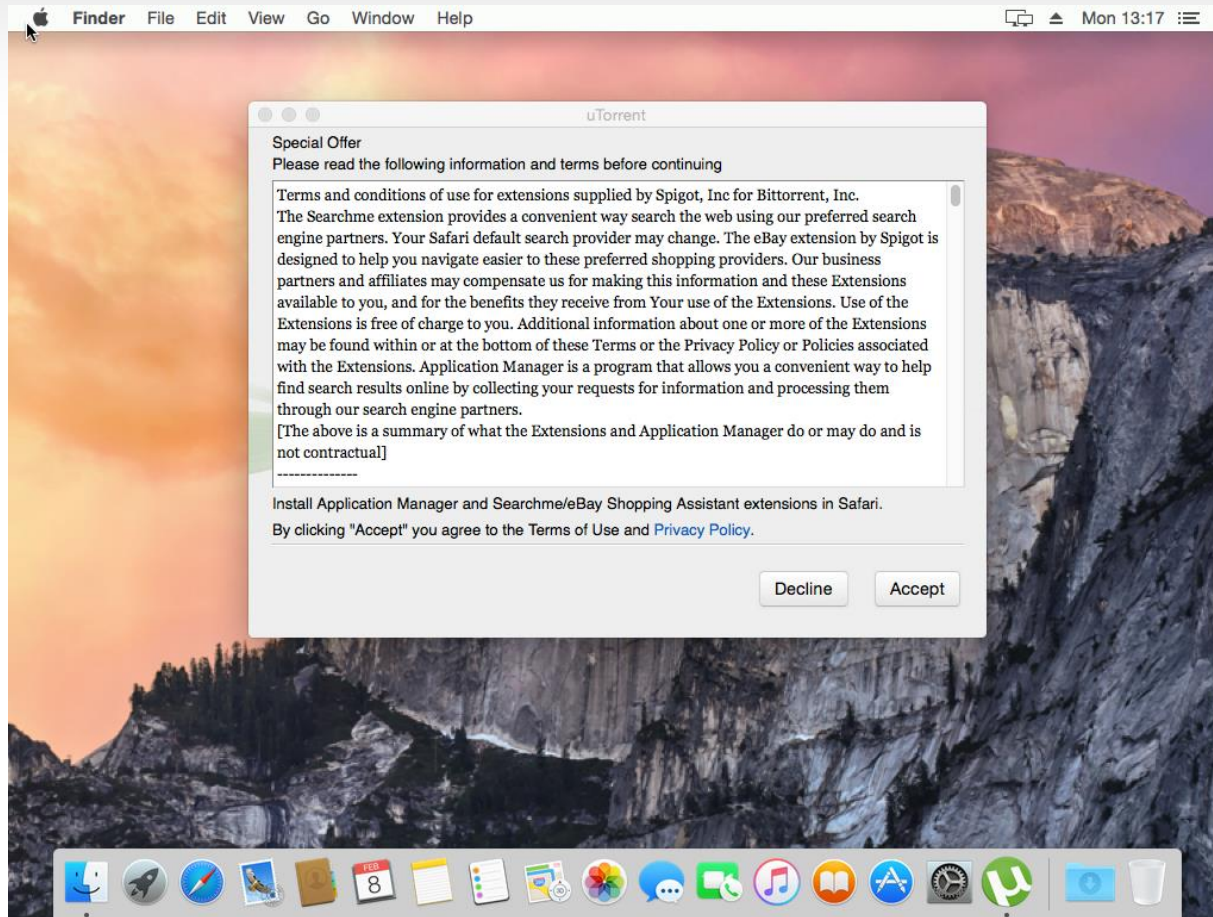 Finder File Edit View Go Window Help Mon 13:17
uTorrent
Special Offer
Please read the following information and terms before continuing
Terms and conditions of use for extensions supplied by Spigot, Inc for Bittorrent, Inc.
The Searchme extension provides a convenient way search the web using our preferred search
engine partners. Your Safari default search provider may change. The eBay extension by Spigot is
designed to help you navigate easier to these preferred shopping providers. Our business
partners and affiliates may compensate us for making this information and these Extensions
available to you, and for the benefits they receive from Your use of the Extensions. Use of the
Extensions is free of charge to you. Additional information about one or more of the Extensions
may be found within or at the bottom of these Terms or the Privacy Policy or Policies associated
with the Extensions. Application Manager is a program that allows you a convenient way to help
find search results online by collecting your requests for information and processing them
through our search engine partners.
[The above is a summary of what the Extensions and Application Manager do or may do and is
not contractual]
--------------
Install Application Manager and Searchme/eBay Shopping Assistant extensions in Safari.
By clicking "Accept" you agree to the Terms of Use and Privacy Policy.
Decline Accept
FEB
8